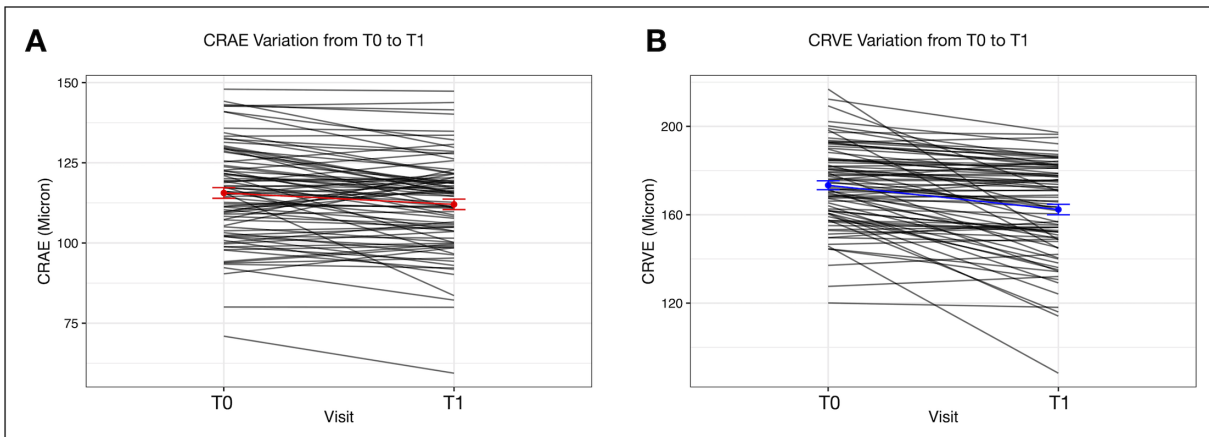 A
CRAE Variation from T0 to T1
150
125
100
75
CRAE (Micron)
T0
T1
Visit
B
CRVE Variation from T0 to T1
200
160
120
CRVE (Micron)
T0
T1
Visit